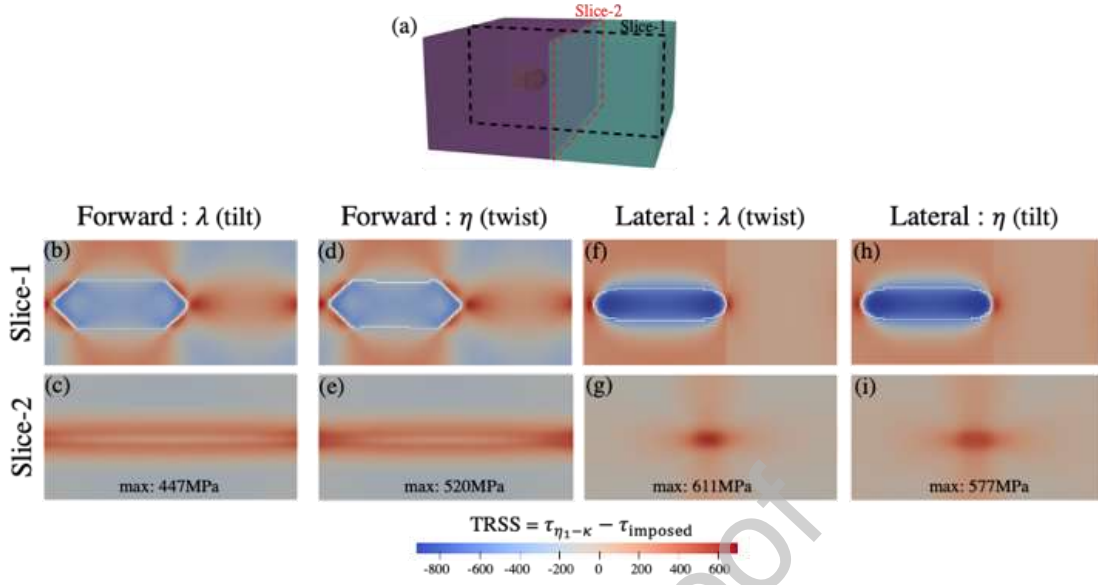 Slice-2
(a)
Slice-1
Forward : λ (tilt)
Forward : η (twist)
Lateral : λ (twist)
Lateral : η (tilt)
Slice-1
(b)
(d)
(f)
(h)
Slice-2
(c)
(e)
(g)
(i)
max: 447MPa
max: 520MPa
max: 611MPa
max: 577MPa
TRSS = τη₁−κ − τimposed
-800 -600 -400 -200 0 200 400 600
oof